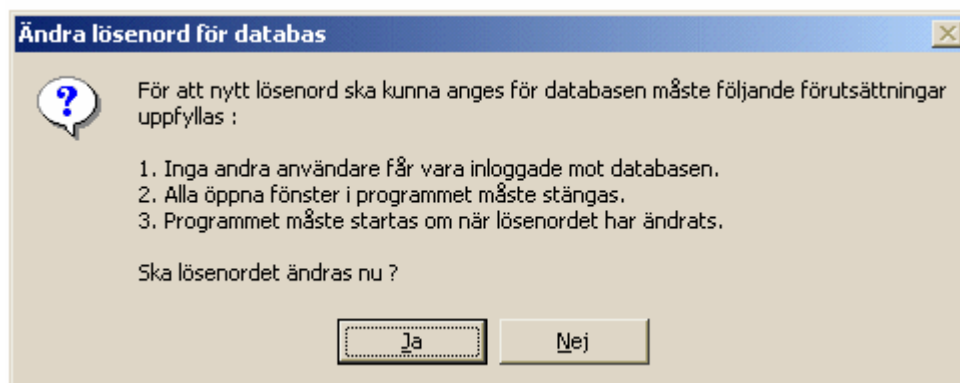 Ändra lösenord för databas
För att nytt lösenord ska kunna anges för databasen måste följande förutsättningar
uppfyllas :
1. Inga andra användare får vara inloggade mot databasen.
2. Alla öppna fönster i programmet måste stängas.
3. Programmet måste startas om när lösenordet har ändrats.
Ska lösenordet ändras nu ?
Ja
Nej